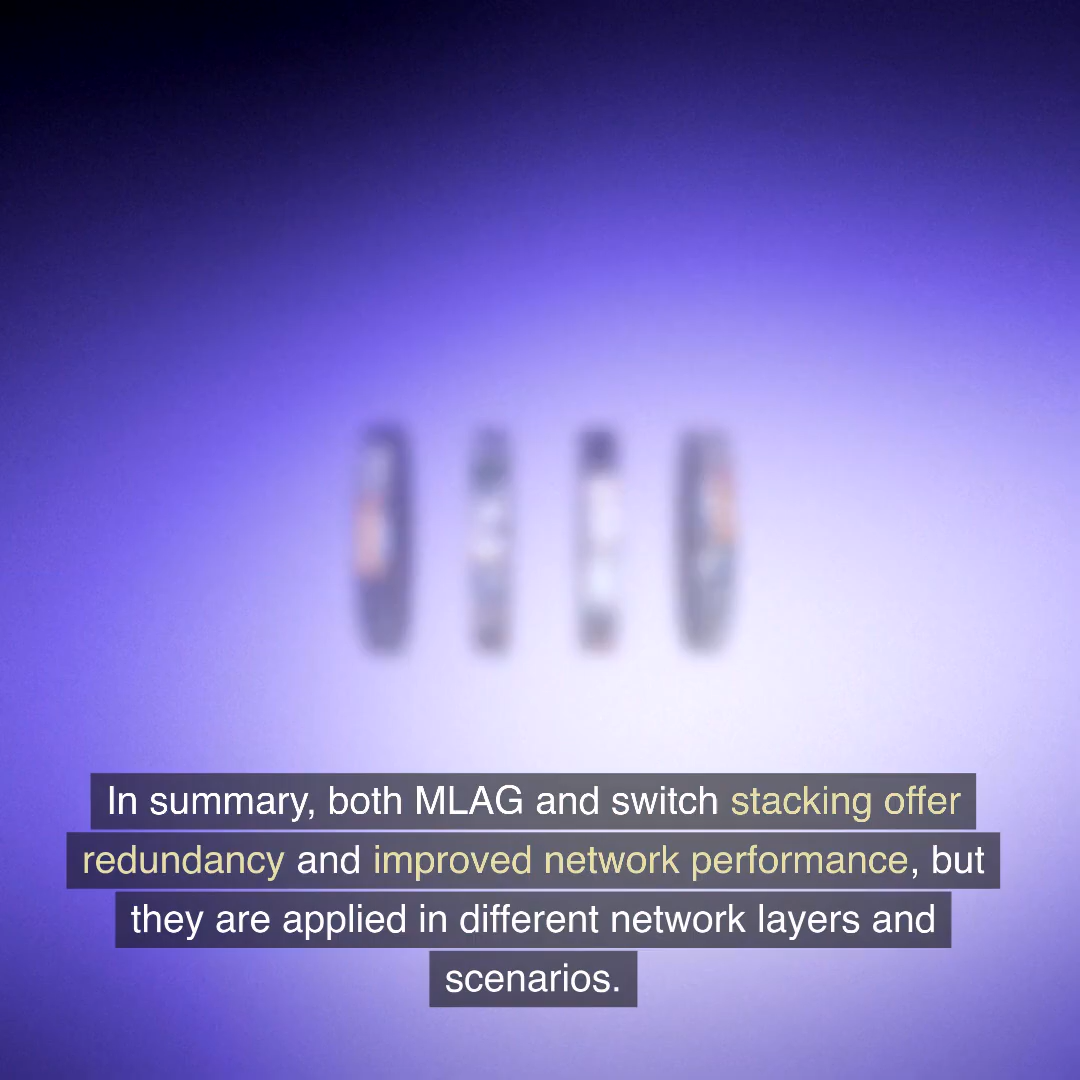 In summary, both MLAG and switch stacking offer
redundancy and improved network performance, but
they are applied in different network layers and
scenarios.